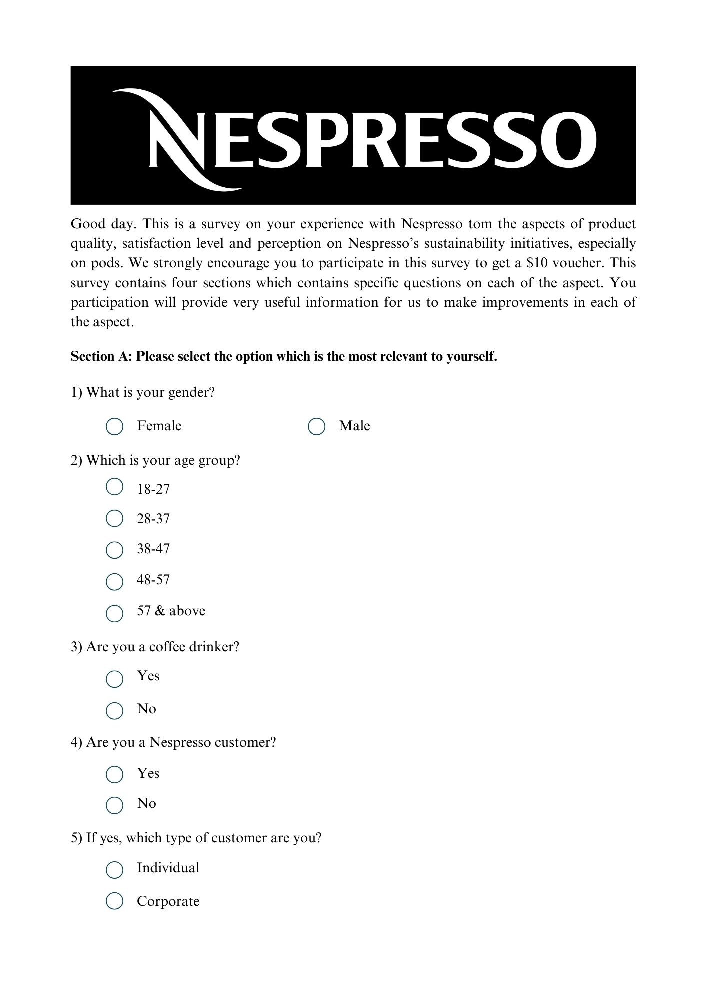 NESPRESSO
Good day. This is a survey on your experience with Nespresso tom the aspects of product
quality, satisfaction level and perception on Nespresso’s sustainability initiatives, especially
on pods. We strongly encourage you to participate in this survey to get a $10 voucher. This
survey contains four sections which contains specific questions on each of the aspect. You
participation will provide very useful information for us to make improvements in each of
the aspect.
Section A: Please select the option which is the most relevant to yourself.
1) What is your gender?
Female Male
2) Which is your age group?
18-27
28-37
38-47
48-57
57 & above
3) Are you a coffee drinker?
Yes
No
4) Are you a Nespresso customer?
Yes
No
5) If yes, which type of customer are you?
Individual
Corporate